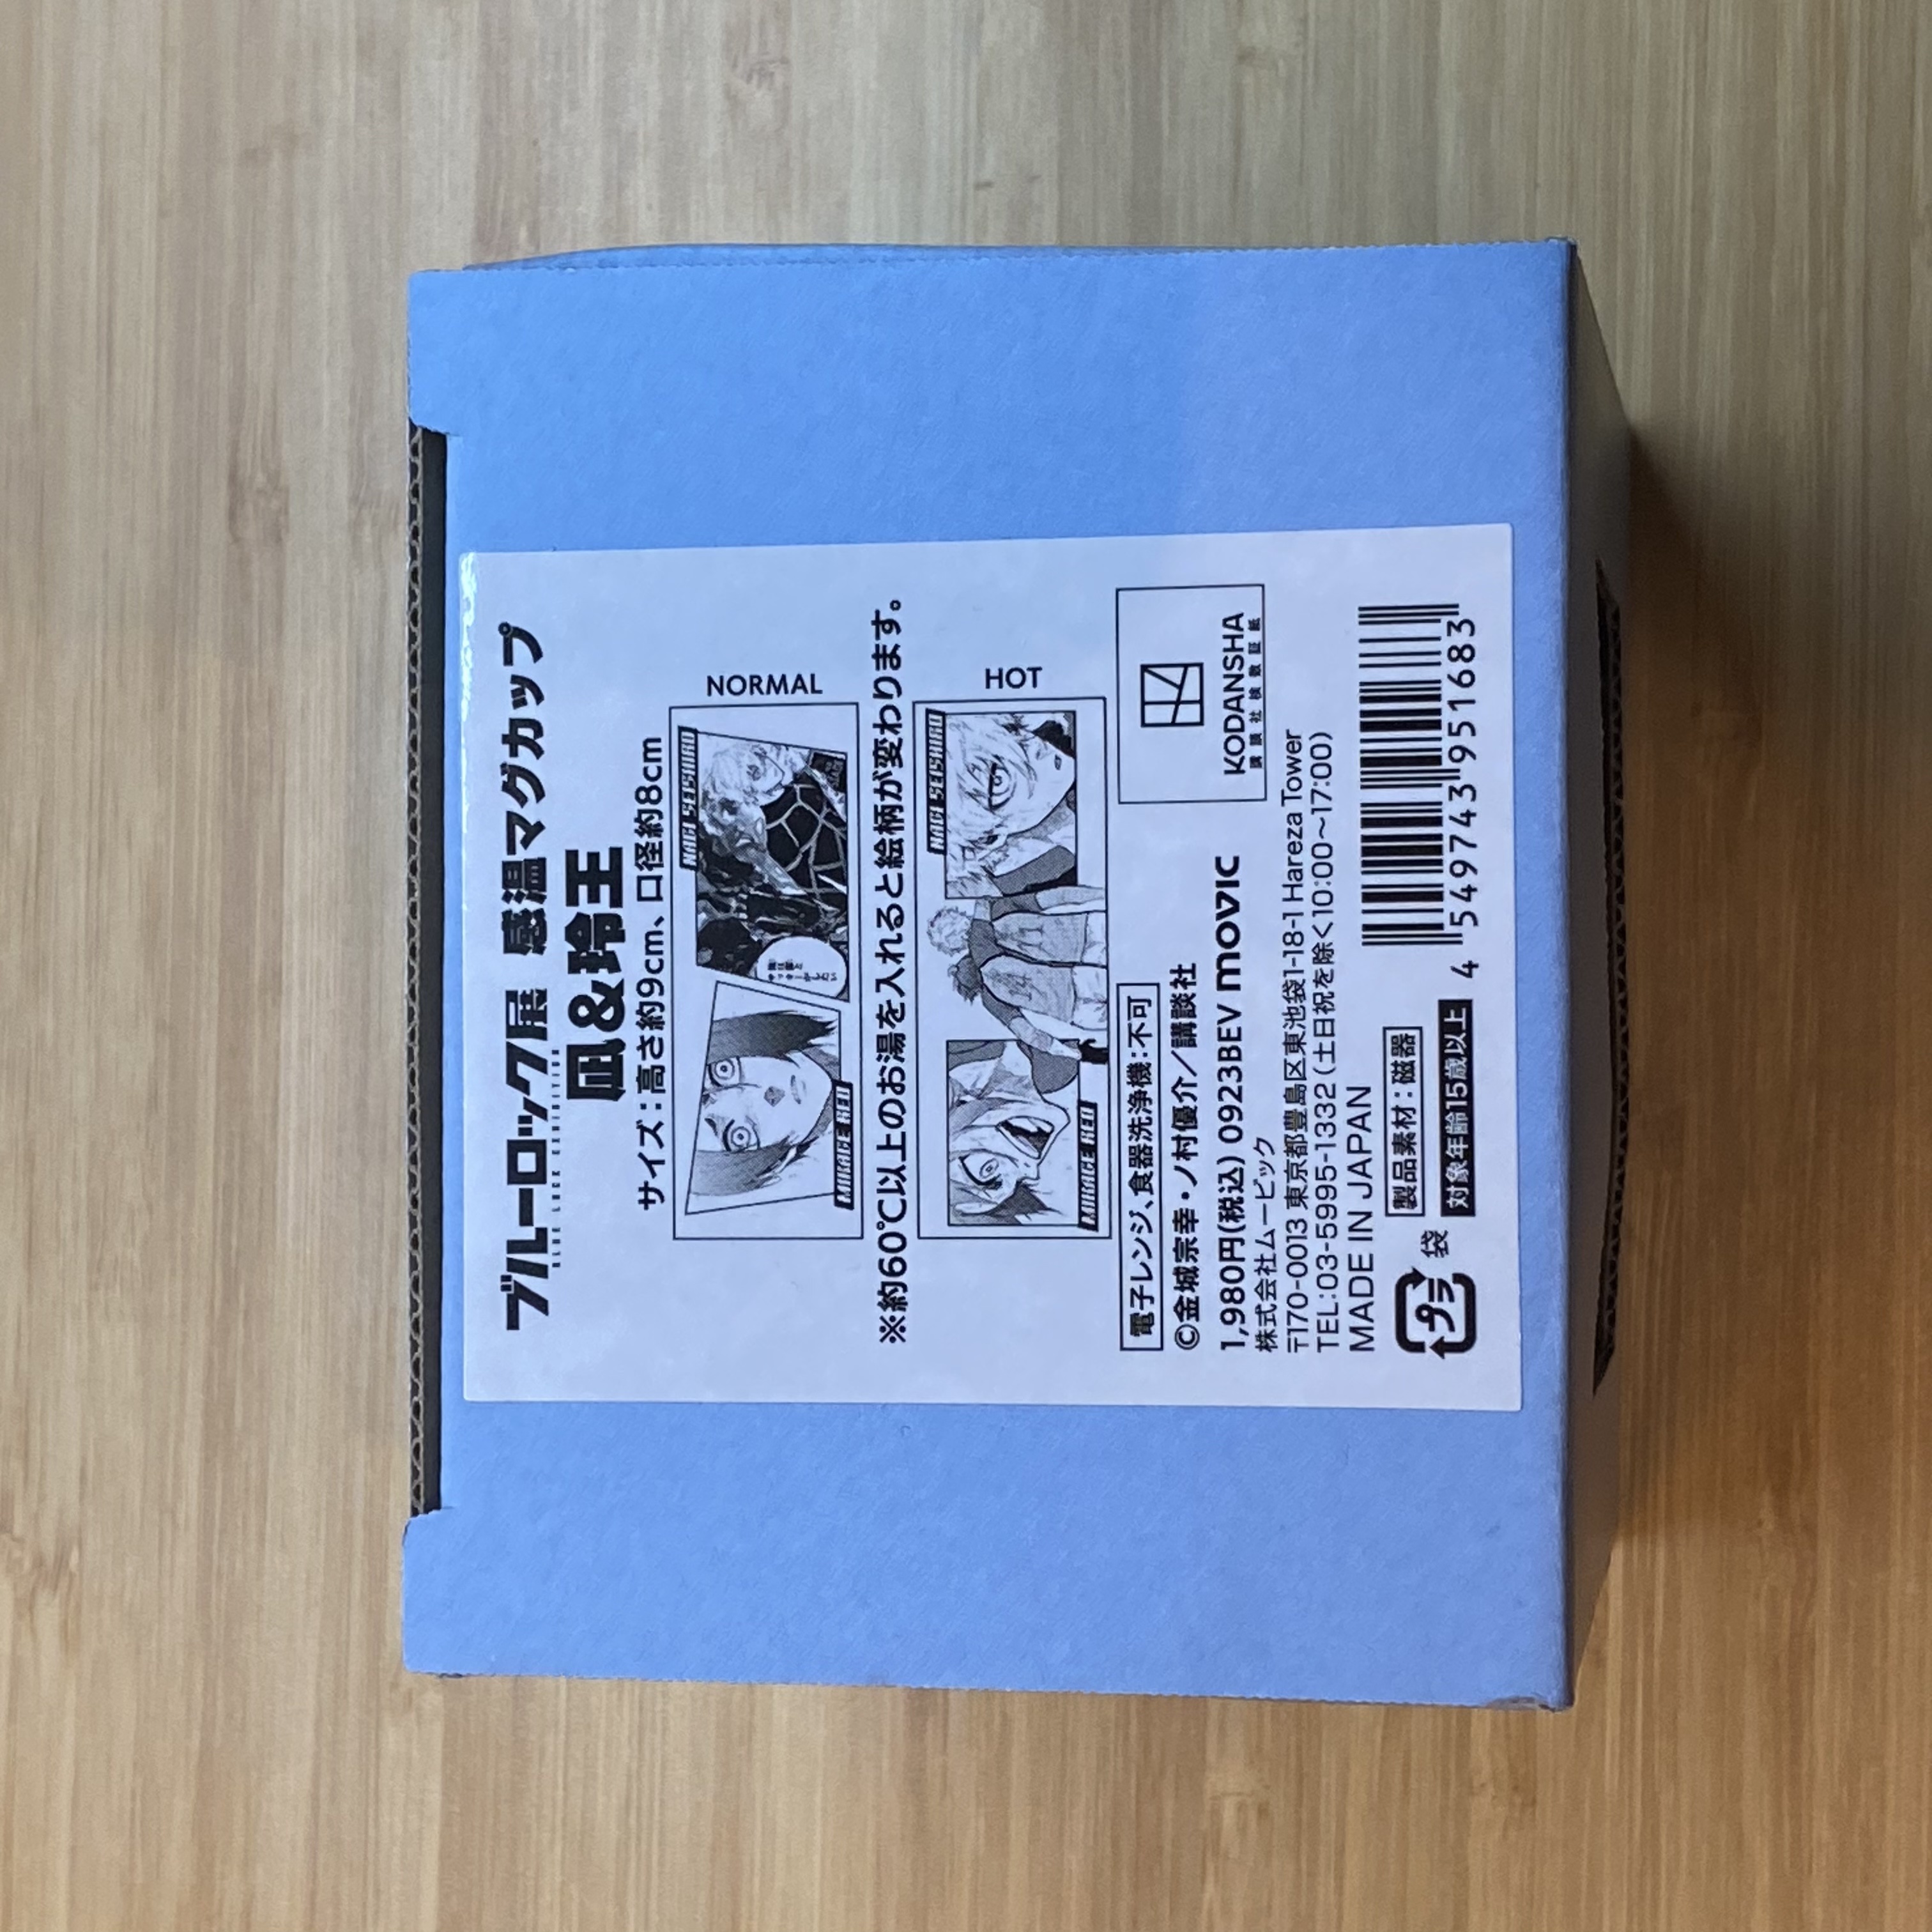 ブルーロック展 感温マグカップ
BLUE LOCK EXHIBITION
凪&玲王
サイズ：高さ約9cm、口径約8cm
NORMAL
NAGI SEISHIRO
MIKAGE REO
※約60℃以上のお湯を入れると絵柄が変わります。
HOT
NAGI SEISHIRO
MIKAGE REO
電子レンジ、食器洗浄機：不可
©金城宗幸・ノ村優介／講談社
1,980円(税込) 0923BEV movic
株式会社ムービック
〒170-0013 東京都豊島区東池袋1-18-1 Hareza Tower
TEL:03-5995-1332 (土日祝を除く10:00~17:00)
MADE IN JAPAN
KODANSHA
講談社検数証紙
プラ 袋
製品素材：磁器
対象年齢15歳以上
4 549743 951683